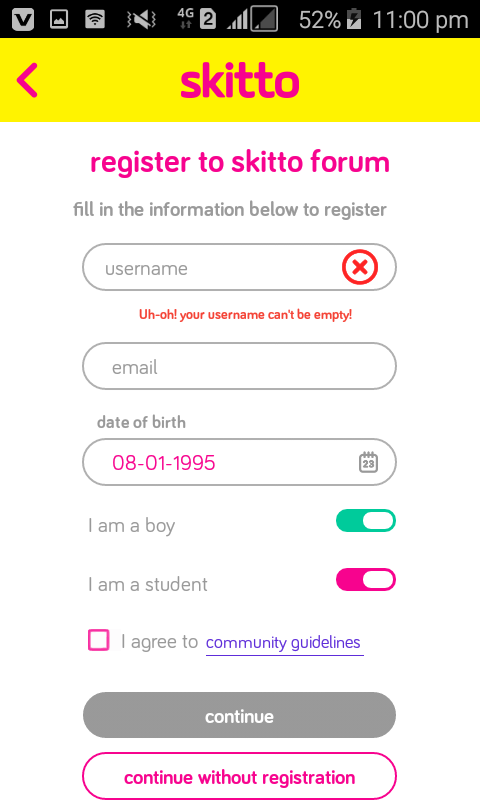 4G 2 52% 11:00 pm
skitto
register to skitto forum
fill in the information below to register
username
Uh-oh! your username can't be empty!
email
date of birth
08-01-1995 23
I am a boy
I am a student
I agree to community guidelines
continue
continue without registration